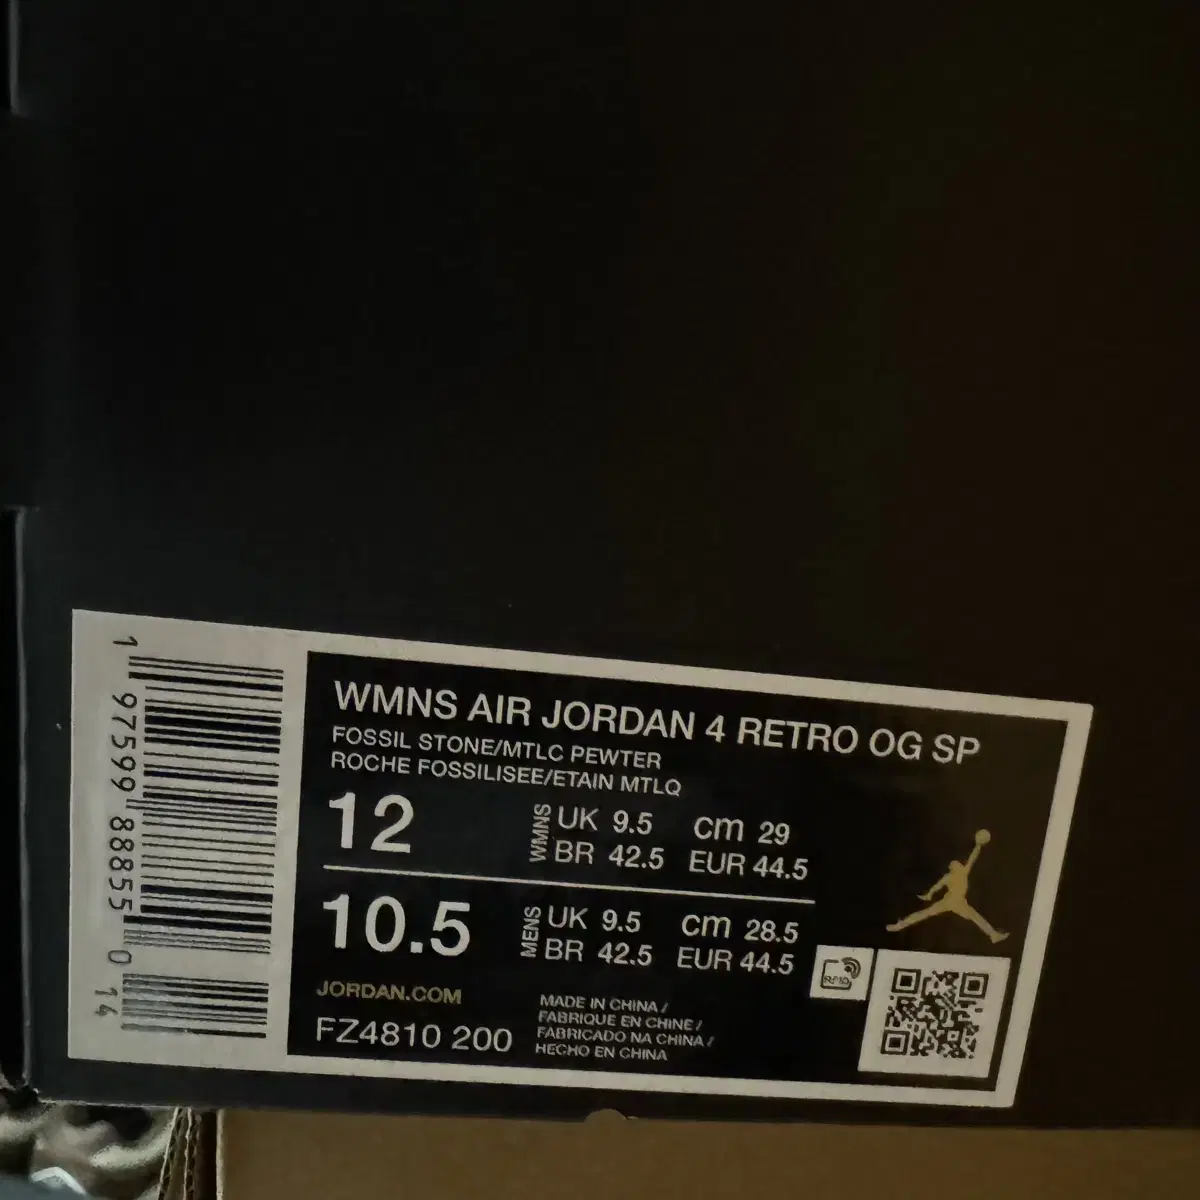 1 97599 88855 0 14
WMNS AIR JORDAN 4 RETRO OG SP
FOSSIL STONE/MTLC PEWTER
ROCHE FOSSILISEE/ETAIN MTLQ
12
WMNS
UK 9.5 cm 29
BR 42.5 EUR 44.5
10.5
MENS
UK 9.5 cm 28.5
BR 42.5 EUR 44.5
JORDAN.COM
FZ4810 200
MADE IN CHINA /
FABRIQUE EN CHINE /
FABRICADO NA CHINA /
HECHO EN CHINA
RFID